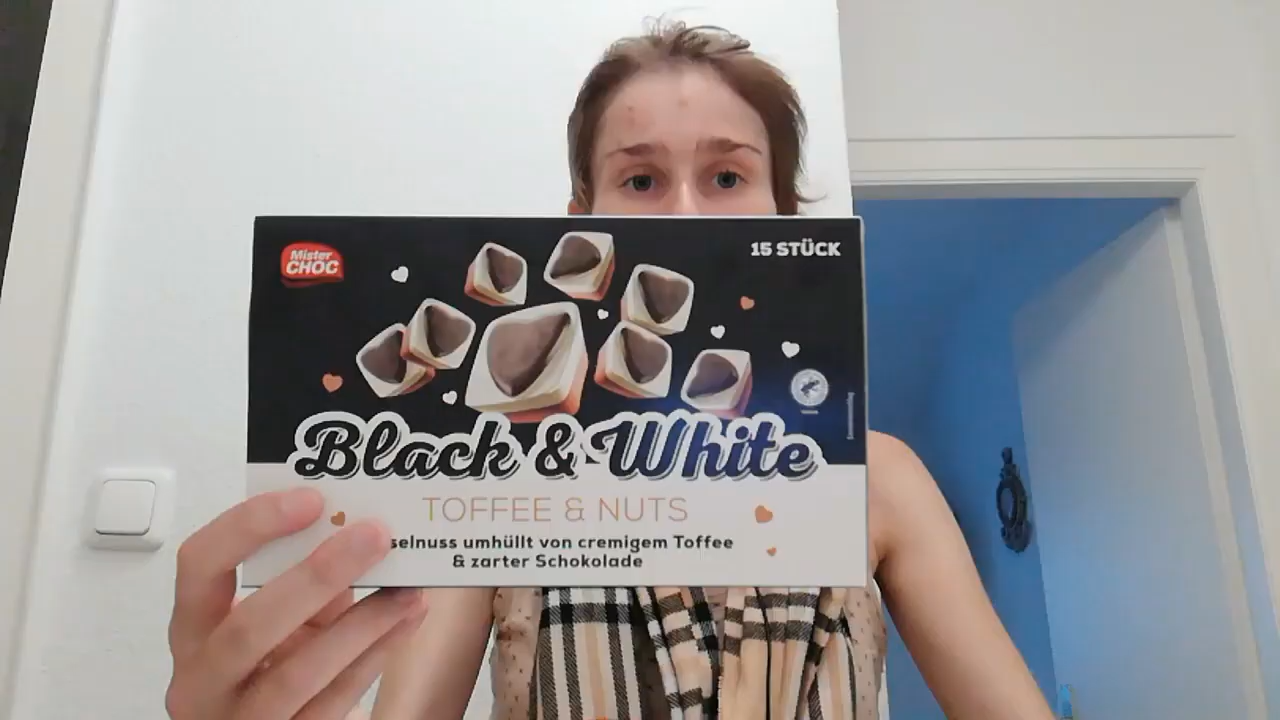 Mister
CHOC
15 STÜCK
Black & White
TOFFEE & NUTS
selnuss umhüllt von cremigem Toffee
& zarter Schokolade